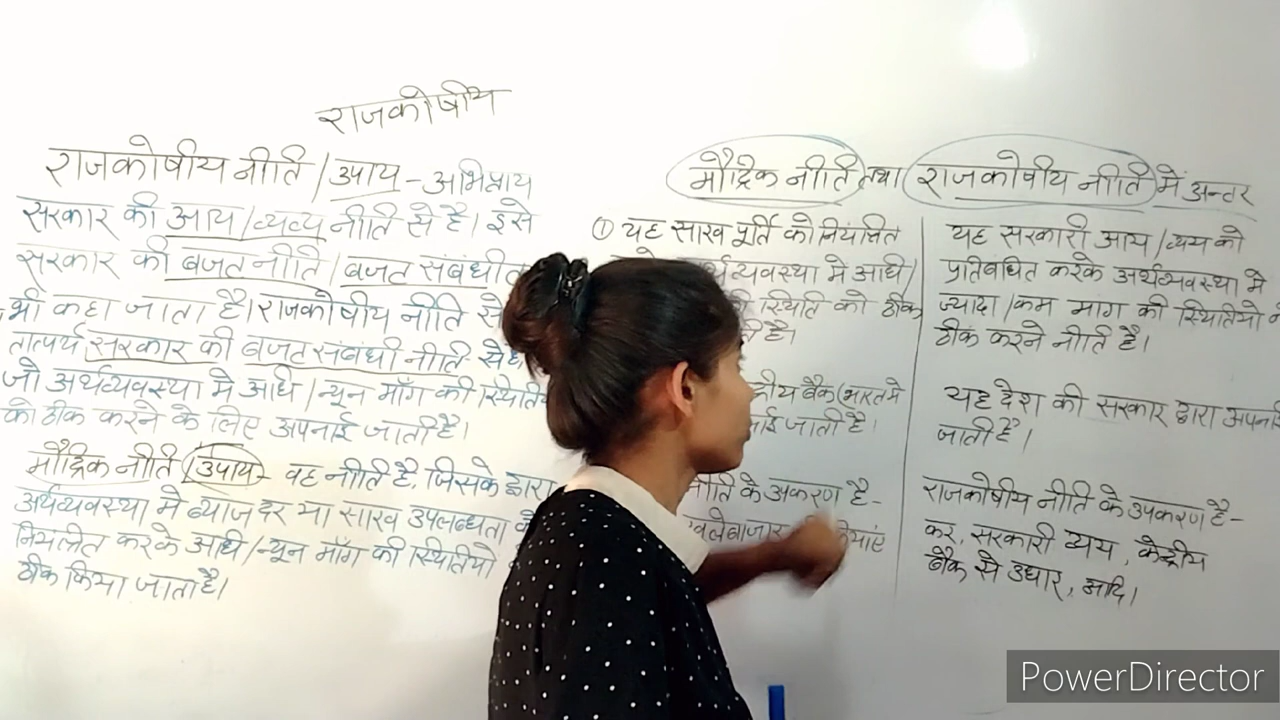 राजकोषीय
राजकोषीय नीति / उपाय - अभिप्राय
सरकार की आय / व्यय नीति से है। इसे
सरकार की बजट नीति / बजट संबंधी
भी कहा जाता है। राजकोषीय नीति से
तात्पर्य सरकार की बजट संबंधी नीति से है
जो अर्थव्यवस्था मे आधि / न्यून माँग की
को ठीक करने के लिए अपनाई जाती है।
मौद्रिक नीति / उपाय - वह नीति है, जिसके द्वारा
अर्थव्यवस्था मे ब्याज दर या साख उपलब्धता
नियंत्रित करके आधि / न्यून माँग की स्थितियो
ठीक किया जाता है।
मौद्रिक नीति तथा राजकोषीय नीति में अन्तर
① यह साख पूर्ति को नियंत्रित
अर्थव्यवस्था मे आधि /
स्थिति को ठीक
है।
बैंक (भारत मे
जाती है।
नीति के उपकरण है -
यह सरकारी आय / व्यय को
प्रतिबंधित करके अर्थव्यवस्था मे
ज्यादा / कम माग की स्थितियो
ठीक करने नीति है।
यह देश की सरकार द्वारा
जाती है।
राजकोषीय नीति के उपकरण है -
कर, सरकारी व्यय, केन्द्रीय
बैंक से उधार, आदि।
PowerDirector